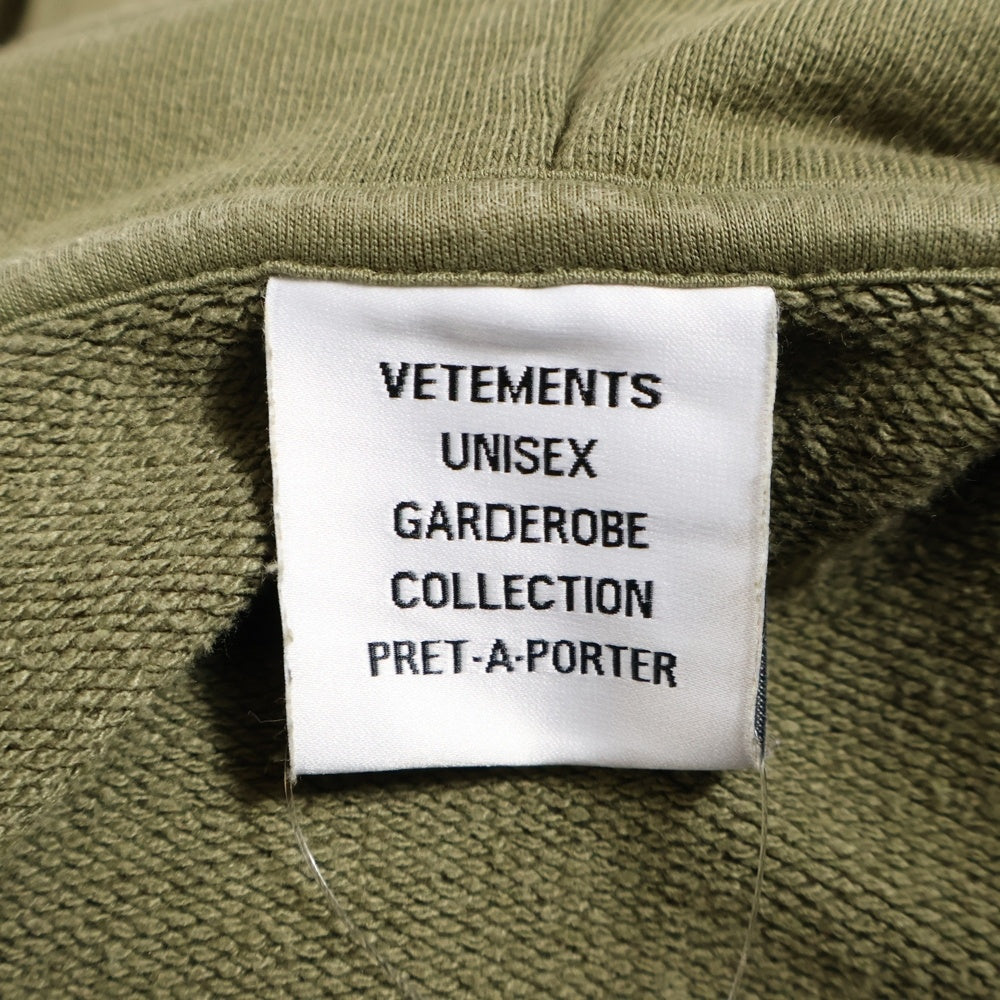 VETEMENTS
UNISEX
GARDEROBE
COLLECTION
PRET-A-PORTER